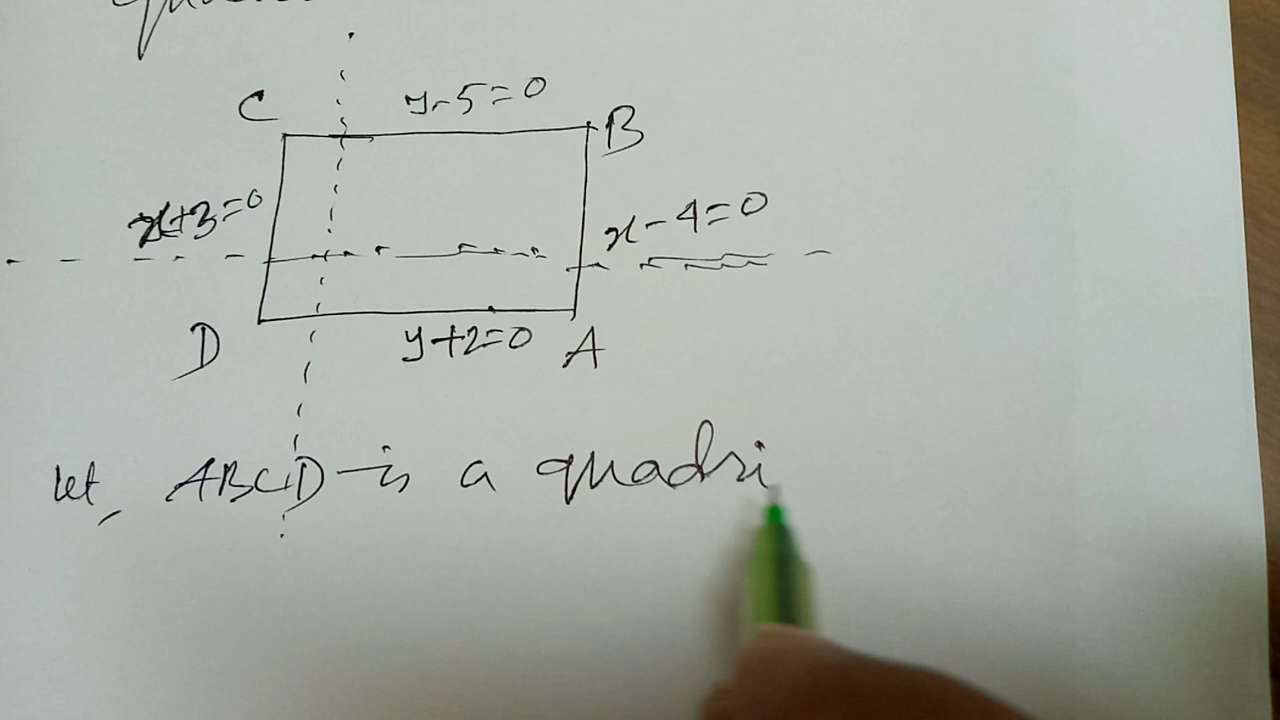 C
y-5=0
B
x+3=0
x-4=0
D
y+2=0
A
let, ABCD is a quadri